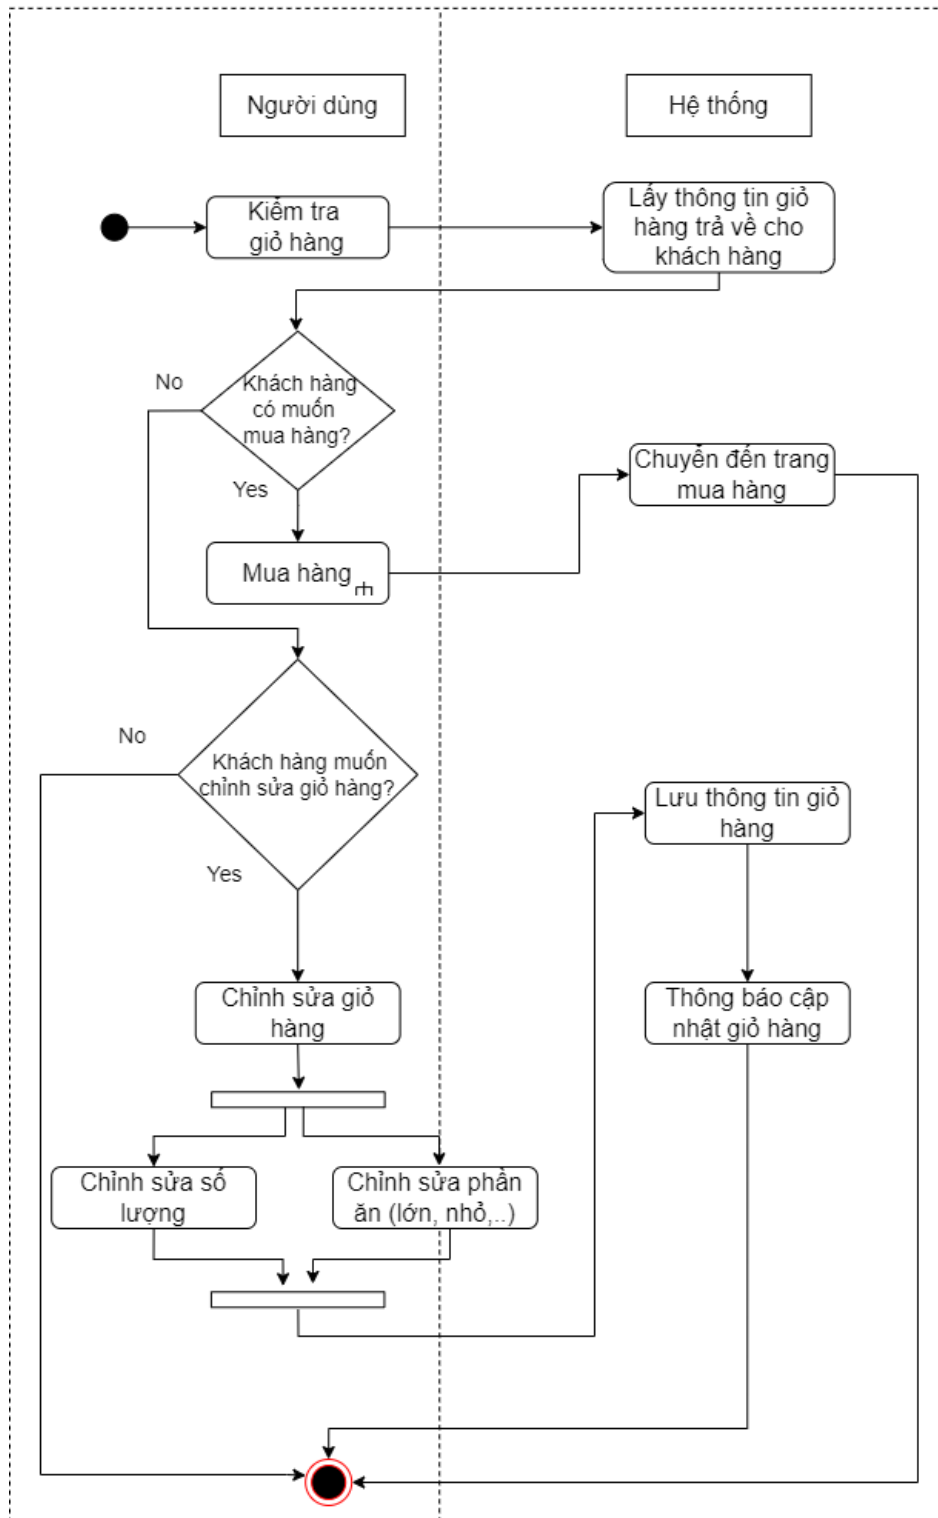 Người dùng
Hệ thống
Kiểm tra
giỏ hàng
Lấy thông tin giỏ
hàng trả về cho
khách hàng
No
Khách hàng
có muốn
mua hàng?
Yes
Chuyển đến trang
mua hàng
Mua hàng
No
Khách hàng muốn
chỉnh sửa giỏ hàng?
Lưu thông tin giỏ
hàng
Yes
Chỉnh sửa giỏ
hàng
Thông báo cập
nhật giỏ hàng
Chỉnh sửa số
lượng
Chỉnh sửa phần
ăn (lớn, nhỏ,..)